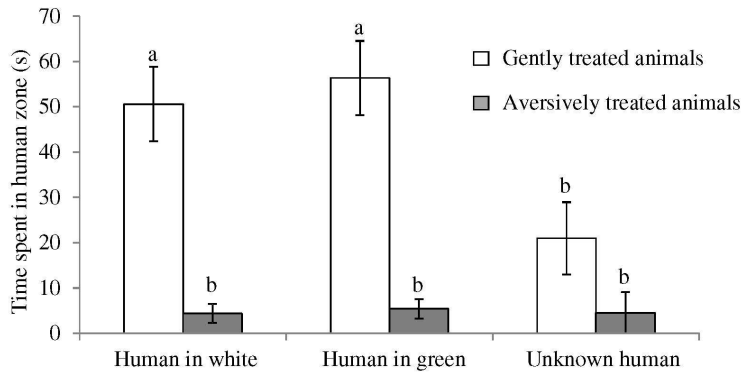 Time spent in human zone (s)
70
60
50
40
30
20
10
0
a
b
a
b
b
b
Gently treated animals
Aversively treated animals
Human in white
Human in green
Unknown human